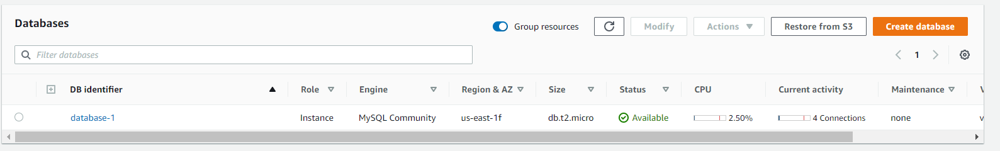 Databases
Group resources
Modify
Actions
Restore from S3
Create database
Filter databases
1
DB identifier Role Engine Region & AZ Size Status CPU Current activity Maintenance V
database-1 Instance MySQL Community us-east-1f db.t2.micro Available 2.50% 4 Connections none v